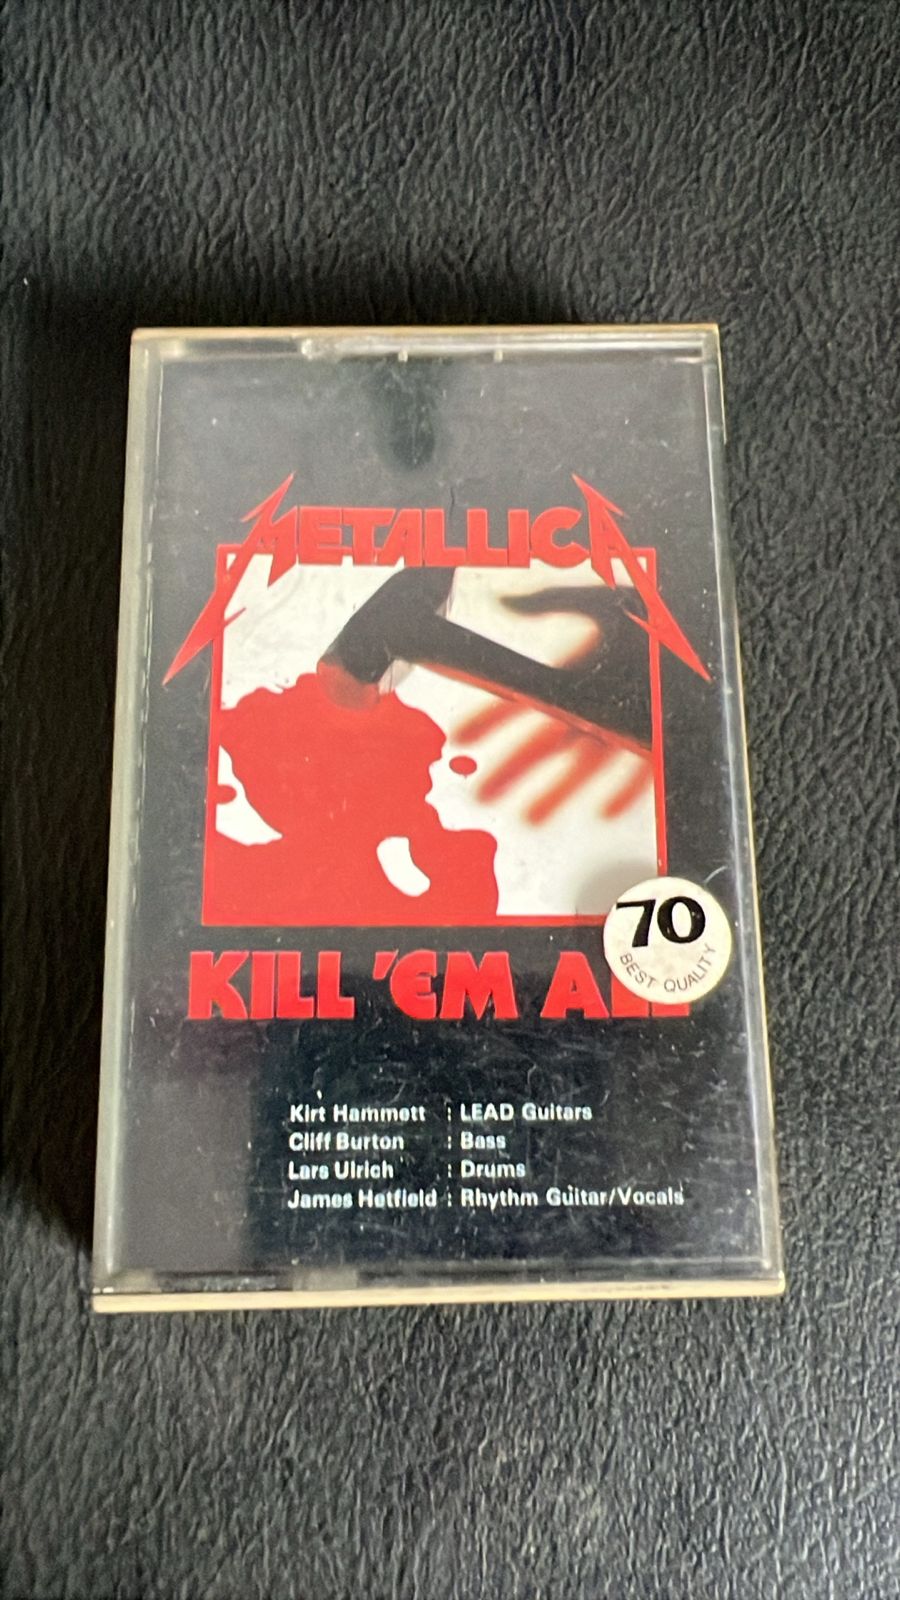 METALLICA
70
BEST QUALITY
KILL 'EM ALL
Kirt Hammett : LEAD Guitars
Cliff Burton : Bass
Lars Ulrich : Drums
James Hetfield : Rhythm Guitar/Vocals